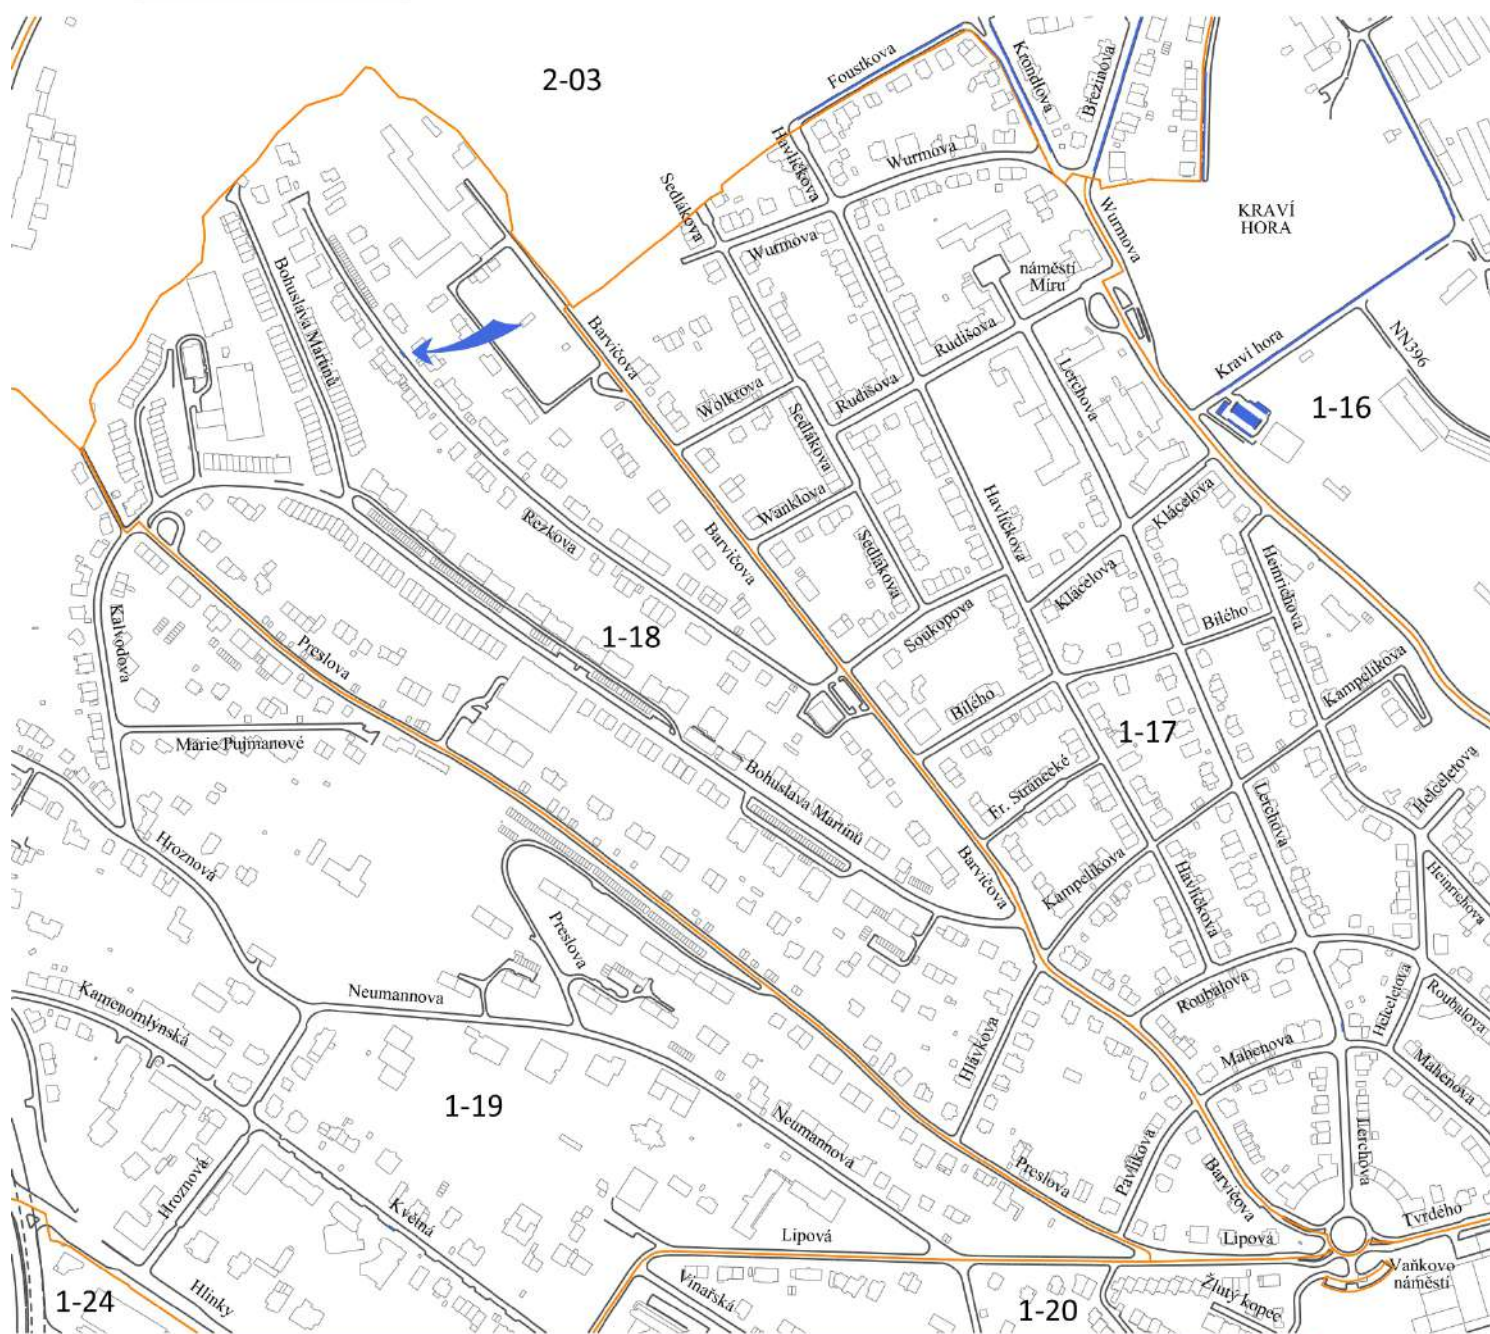 2-03
Foustkova
Krondlova
Březinova
Havlíčkova
Wurmova
Sedlákova
Wurmova
Wurmova
KRAVÍ
HORA
náměstí
Míru
Bohuslava Martinů
Barvičova
Rudišova
Kraví hora
NN396
Wolkrova
Rudišova
Lerchova
1-16
Sedlákova
Wanklova
Havlíčkova
Klácelova
Řezkova
Barvičova
Sedlákova
Klácelova
Heinrichova
Soukopova
Bílého
Kalvodova
Preslova
1-18
Kampelíkova
Bílého
1-17
Marie Pujmanové
Bohuslava Martinů
Fr. Stránecké
Lerchova
Helceletova
Hroznová
Barvičova
Kampelíkova
Havlíčkova
Heinrichova
Preslova
Kamenomlýnská
Neumannova
Roubalova
Helceletova
Roubalova
Hlávkova
Mahenova
Mahenova
1-19
Neumannova
Lerchova
Hroznová
Květná
Preslova
Pavlíkova
Barvičova
Tvrdého
Lipová
Lipová
Vaňkovo
náměstí
Hlinky
Vinařská
Žlutý kopec
1-24
1-20